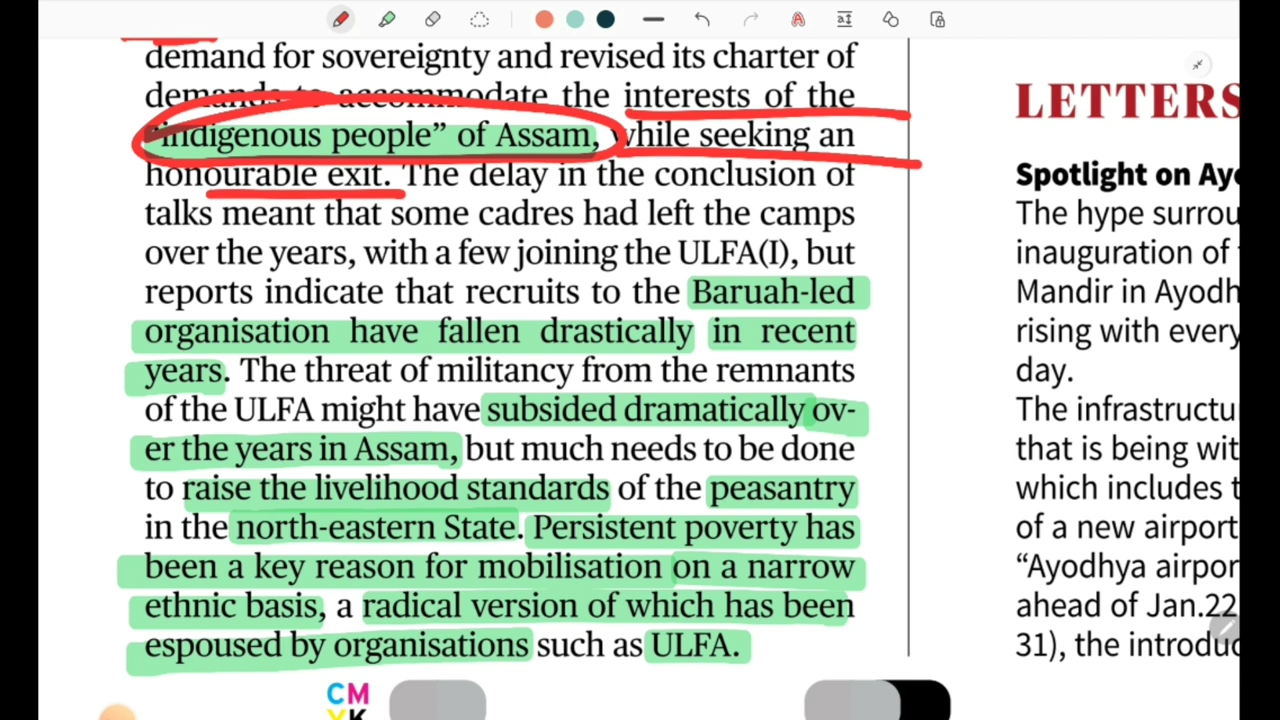 demand for sovereignty and revised its charter of
demands to accommodate the interests of the
"indigenous people" of Assam, while seeking an
honourable exit. The delay in the conclusion of
talks meant that some cadres had left the camps
over the years, with a few joining the ULFA(I), but
reports indicate that recruits to the Baruah-led
organisation have fallen drastically in recent
years. The threat of militancy from the remnants
of the ULFA might have subsided dramatically ov-
er the years in Assam, but much needs to be done
to raise the livelihood standards of the peasantry
in the north-eastern State. Persistent poverty has
been a key reason for mobilisation on a narrow
ethnic basis, a radical version of which has been
espoused by organisations such as ULFA.
CM
YK
LETTERS
Spotlight on Ay
The hype surrou
inauguration of
Mandir in Ayodh
rising with every
day.
The infrastructu
that is being wit
which includes t
of a new airport
"Ayodhya airpor
ahead of Jan.22
31), the introduc